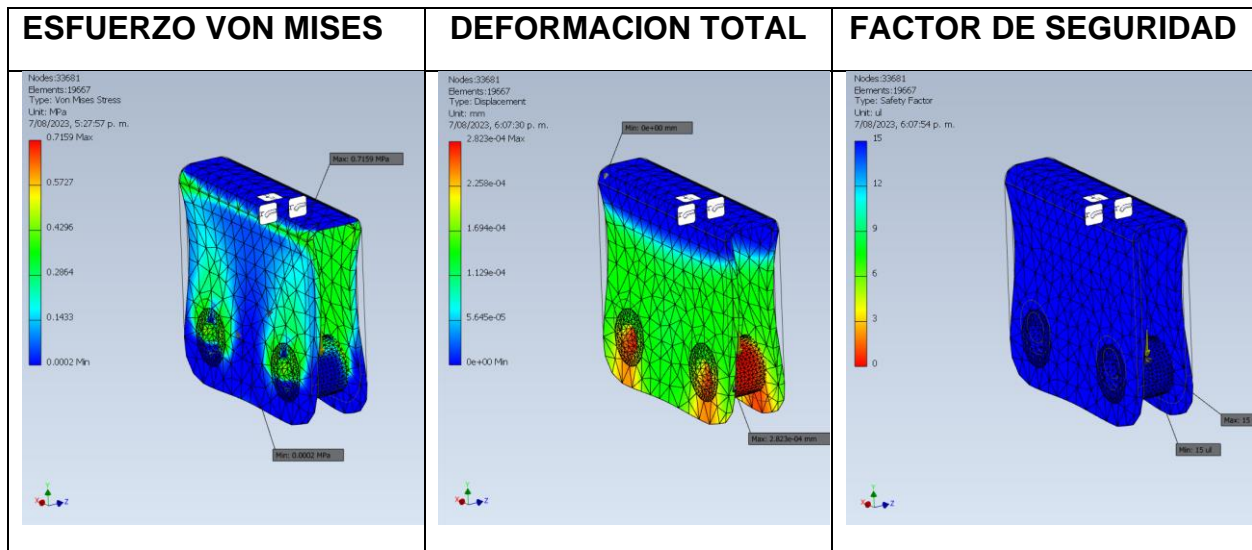 ESFUERZO VON MISES
DEFORMACION TOTAL
FACTOR DE SEGURIDAD
Nodes:33681
Elements:19667
Type: Von Mises Stress
Unit: MPa
7/08/2023, 5:27:57 p. m.
0.7159 Max
0.5727
0.4296
0.2864
0.1433
0.0002 Min
Max: 0.7159 MPa
Min: 0.0002 MPa
Y
X
Z
Nodes:33681
Elements:19667
Type: Displacement
Unit: mm
7/08/2023, 6:07:30 p. m.
2.823e-04 Max
2.258e-04
1.694e-04
1.129e-04
5.645e-05
0e+00 Min
Min: 0e+00 mm
Max: 2.823e-04 mm
Y
X
Z
Nodes:33681
Elements:19667
Type: Safety Factor
Unit: ul
7/08/2023, 6:07:54 p. m.
15
12
9
6
3
0
Max: 15
Min: 15 ul
Y
X
Z